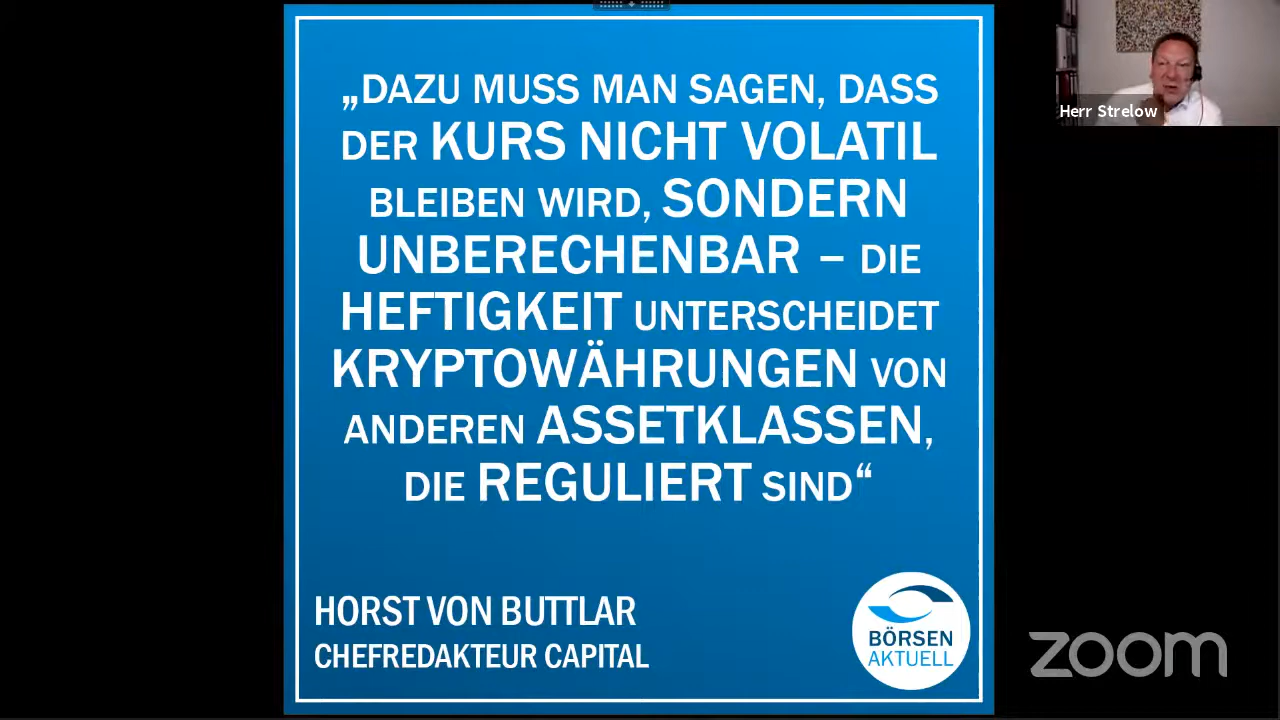 „DAZU MUSS MAN SAGEN, DASS
DER KURS NICHT VOLATIL
BLEIBEN WIRD, SONDERN
UNBERECHENBAR – DIE
HEFTIGKEIT UNTERSCHEIDET
KRYPTOWÄHRUNGEN VON
ANDEREN ASSETKLASSEN,
DIE REGULIERT SIND“
HORST VON BUTTLAR
CHEFREDAKTEUR CAPITAL
BÖRSEN
AKTUELL
Herr Strelow
zoom